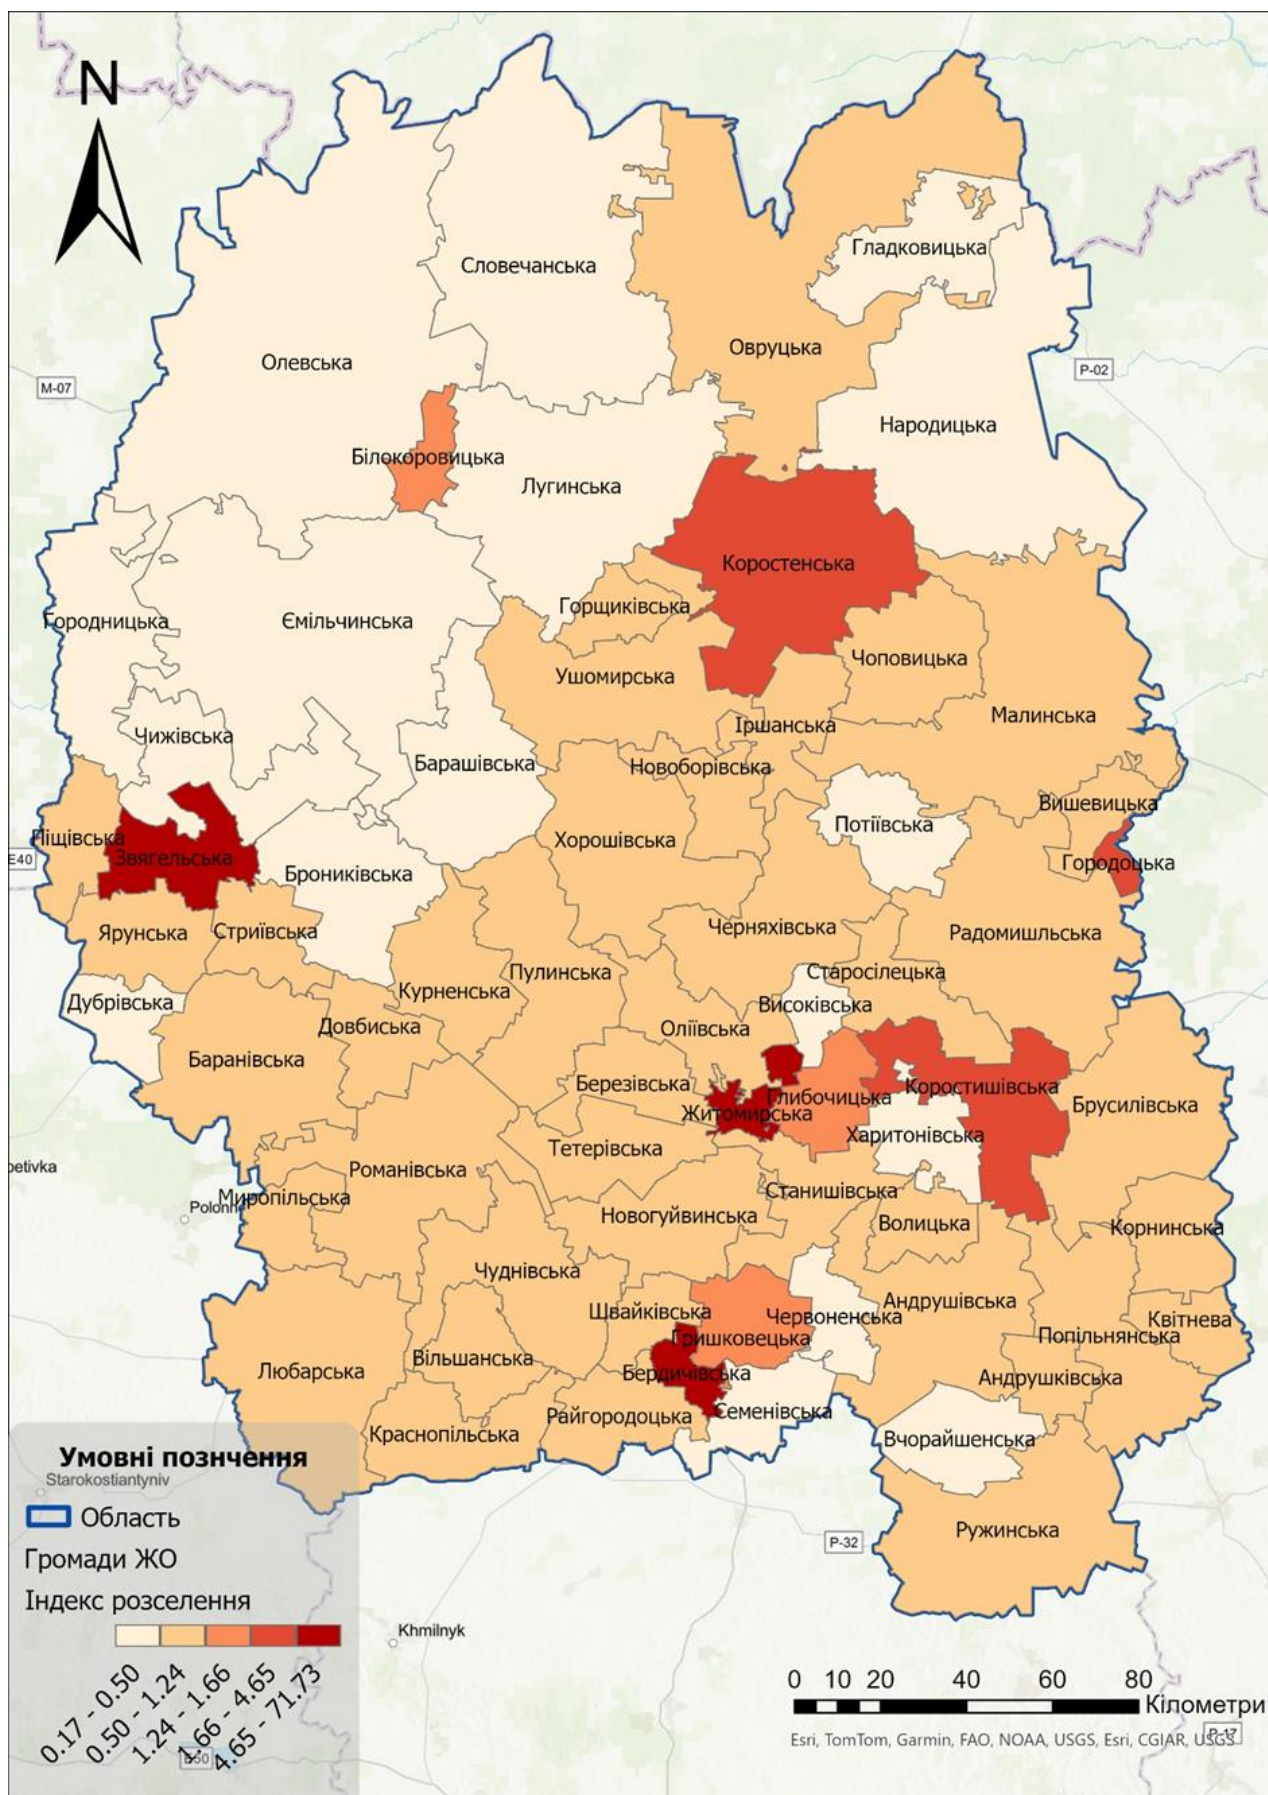 N
Гладковицька
Словечанська
Овруцька
Олевська
P-02
M-07
Народицька
Білокоровицька
Лугинська
Коростенська
Горщиківська
Городницька
Ємільчинська
Чоповицька
Ушомирська
Малинська
Іршанська
Чижівська
Барашівська
Новоборівська
Вишевицька
Потіївська
Піщівська
Хорошівська
Звягельська
E40
Городоцька
Брониківська
Черняхівська
Ярунська
Стриївська
Радомишльська
Пулинська
Старосілецька
Курненська
Дубрівська
Високівська
Довбиська
Оліївська
Баранівська
Березівська
Коростишівська
Глибочицька
Брусилівська
Житомирська
Харитонівська
Тетерівська
petivka
Романівська
Станишівська
Миропільська
Polonn
Новогуйвинська
Волицька
Корнинська
Чуднівська
Андрушівська
Швайківська
Червоненська
Квітнева
Гришковецька
Попільнянська
Вільшанська
Любарська
Бердичівська
Андрушківська
Семенівська
Райгородоцька
Краснопільська
Вчорайшенська
Умовні познчення
Starokostiantyniv
Область
Ружинська
P-32
Громади ЖО
Індекс розселення
Khmilnyk
0.17 - 0.50
0.50 - 1.24
1.24 - 1.66
1.66 - 4.65
4.65 - 71.73
E50
0 10 20 40 60 80
Кілометри
P-17
Esri, TomTom, Garmin, FAO, NOAA, USGS, Esri, CGIAR, USGS